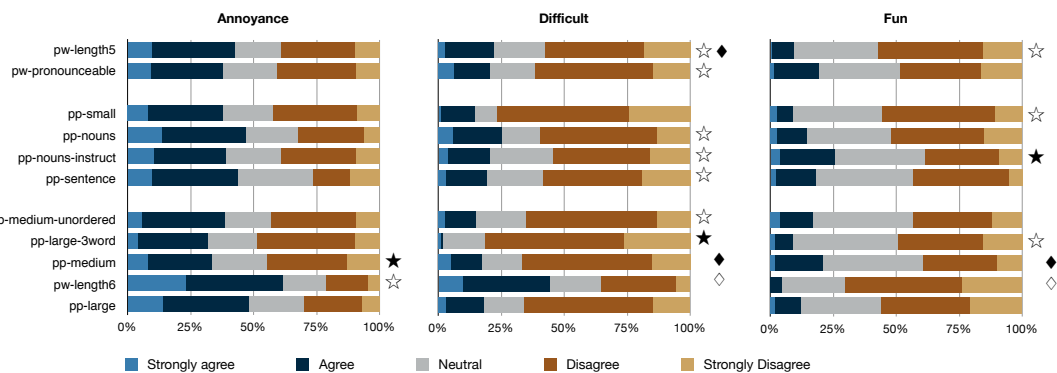 Annoyance Difficult Fun
pw-length5
pw-pronounceable
pp-small
pp-nouns
pp-nouns-instruct
pp-sentence
p-medium-unordered
pp-large-3word
pp-medium
pw-length6
pp-large
0% 25% 50% 75% 100% 0% 25% 50% 75% 100% 0% 25% 50% 75% 100%
Strongly agree Agree Neutral Disagree Strongly Disagree